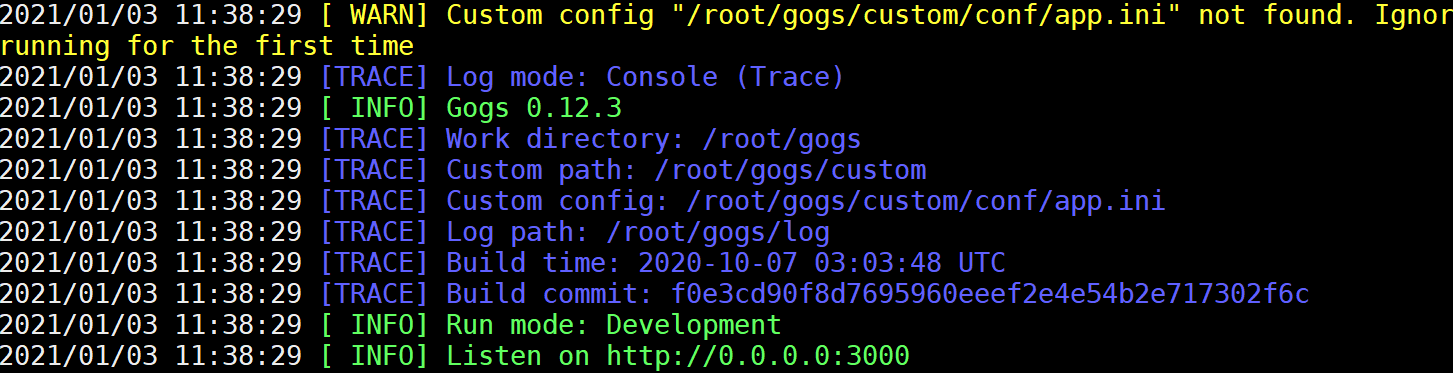 2021/01/03 11:38:29 [ WARN] Custom config "/root/gogs/custom/conf/app.ini" not found. Ignor
running for the first time
2021/01/03 11:38:29 [TRACE] Log mode: Console (Trace)
2021/01/03 11:38:29 [ INFO] Gogs 0.12.3
2021/01/03 11:38:29 [TRACE] Work directory: /root/gogs
2021/01/03 11:38:29 [TRACE] Custom path: /root/gogs/custom
2021/01/03 11:38:29 [TRACE] Custom config: /root/gogs/custom/conf/app.ini
2021/01/03 11:38:29 [TRACE] Log path: /root/gogs/log
2021/01/03 11:38:29 [TRACE] Build time: 2020-10-07 03:03:48 UTC
2021/01/03 11:38:29 [TRACE] Build commit: f0e3cd90f8d7695960eeef2e4e54b2e717302f6c
2021/01/03 11:38:29 [ INFO] Run mode: Development
2021/01/03 11:38:29 [ INFO] Listen on http://0.0.0.0:3000